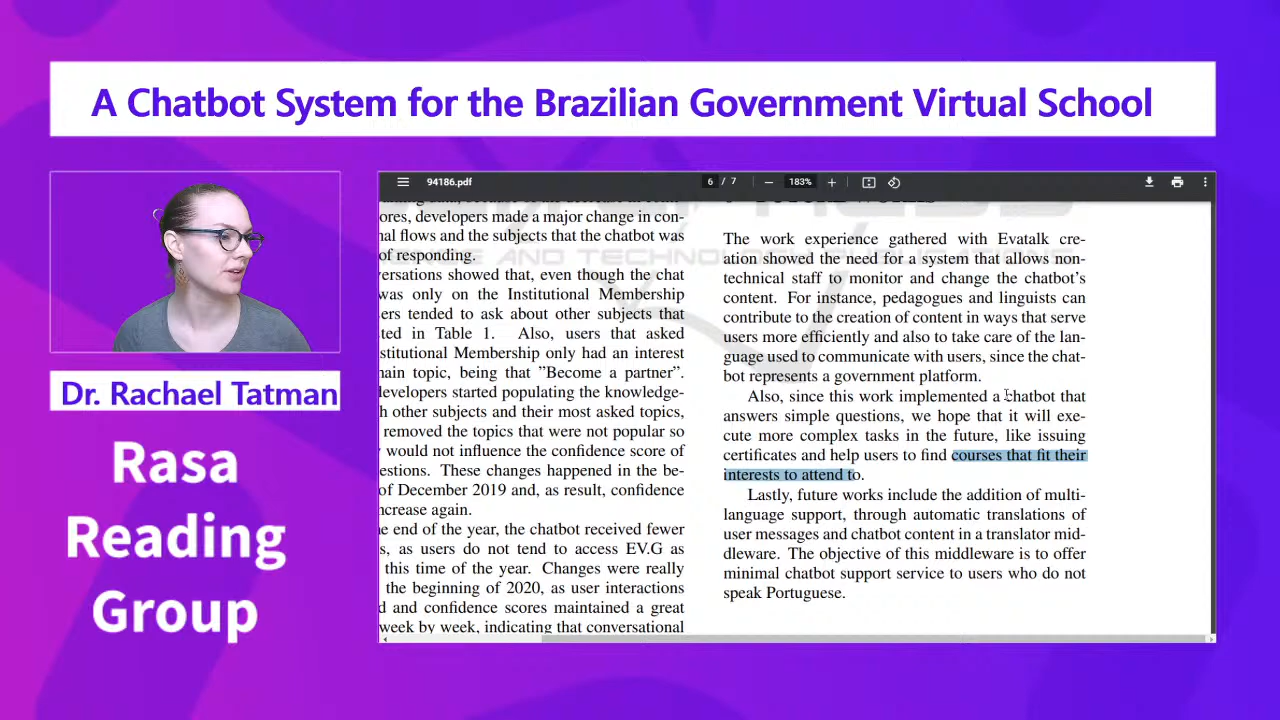 A Chatbot System for the Brazilian Government Virtual School
94186.pdf
6 / 7
183%
Dr. Rachael Tatman
Rasa
Reading
Group
ores, developers made a major change in con-
nal flows and the subjects that the chatbot was
of responding.
versations showed that, even though the chat
was only on the Institutional Membership
ers tended to ask about other subjects that
ted in Table 1. Also, users that asked
stitutional Membership only had an interest
main topic, being that ”Become a partner”.
developers started populating the knowledge-
h other subjects and their most asked topics,
removed the topics that were not popular so
would not influence the confidence score of
estions. These changes happened in the be-
of December 2019 and, as result, confidence
ncrease again.
e end of the year, the chatbot received fewer
s, as users do not tend to access EV.G as
this time of the year. Changes were really
the beginning of 2020, as user interactions
d and confidence scores maintained a great
week by week, indicating that conversational
The work experience gathered with Evatalk cre-
ation showed the need for a system that allows non-
technical staff to monitor and change the chatbot’s
content. For instance, pedagogues and linguists can
contribute to the creation of content in ways that serve
users more efficiently and also to take care of the lan-
guage used to communicate with users, since the chat-
bot represents a government platform.
Also, since this work implemented a chatbot that
answers simple questions, we hope that it will exe-
cute more complex tasks in the future, like issuing
certificates and help users to find courses that fit their
interests to attend to.
Lastly, future works include the addition of multi-
language support, through automatic translations of
user messages and chatbot content in a translator mid-
dleware. The objective of this middleware is to offer
minimal chatbot support service to users who do not
speak Portuguese.